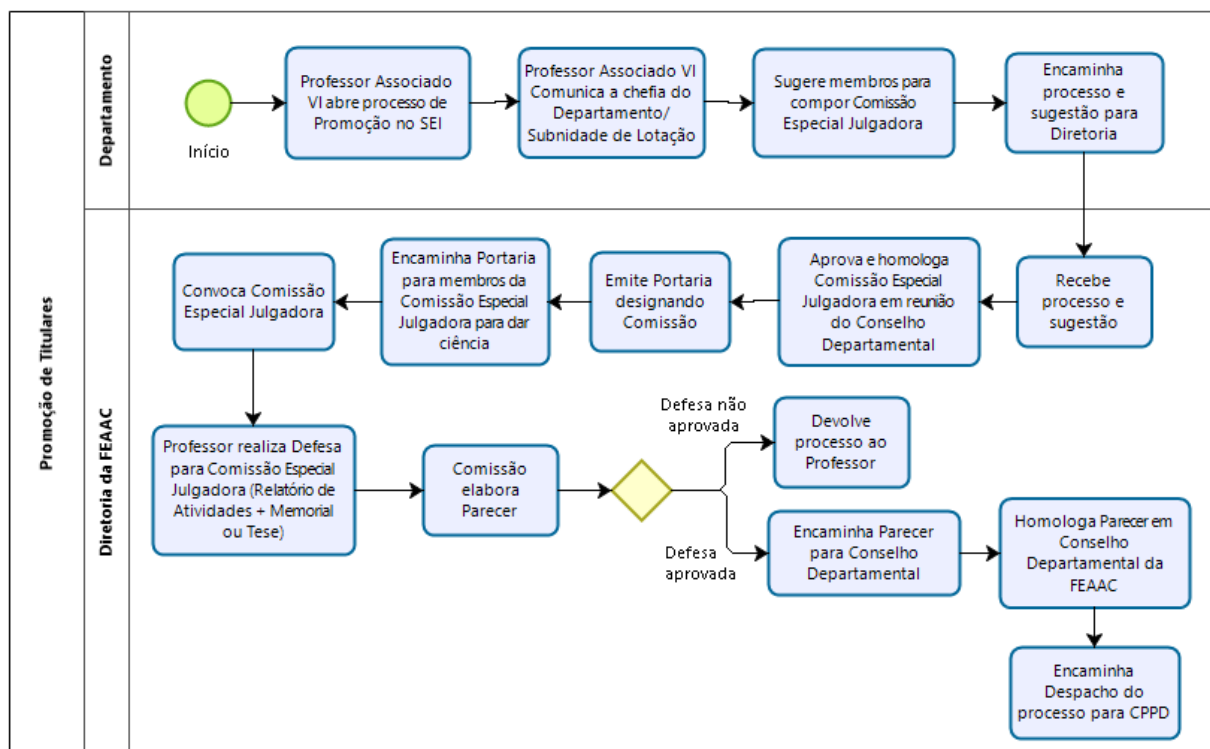 Promoção de Titulares
Departamento
Início
Professor Associado
VI abre processo de
Promoção no SEI
Professor Associado VI
Comunica a chefia do
Departamento/
Subnidade de Lotação
Sugere membros para
compor Comissão
Especial Julgadora
Encaminha
processo e
sugestão para
Diretoria
Diretoria da FEAAC
Recebe
processo e
sugestão
Aprova e homologa
Comissão Especial
Julgadora em reunião
do Conselho
Departamental
Emite Portaria
designando
Comissão
Encaminha Portaria
para membros da
Comissão Especial
Julgadora para dar
ciência
Convoca Comissão
Especial Julgadora
Professor realiza Defesa
para Comissão Especial
Julgadora (Relatório de
Atividades + Memorial
ou Tese)
Comissão
elabora
Parecer
Defesa não
aprovada
Devolve
processo ao
Professor
Defesa
aprovada
Encaminha Parecer
para Conselho
Departamental
Homologa Parecer em
Conselho
Departamental da
FEAAC
Encaminha
Despacho do
processo para CPPD